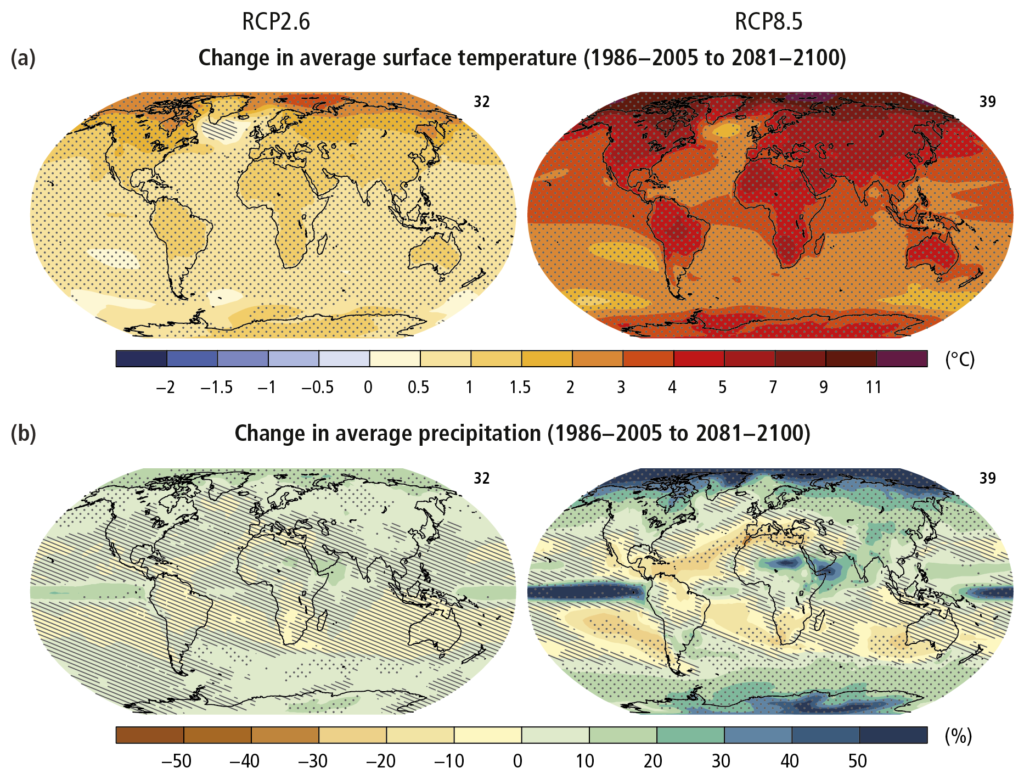 RCP2.6 RCP8.5
(a) Change in average surface temperature (1986–2005 to 2081–2100)
32 39
−2 −1.5 −1 −0.5 0 0.5 1 1.5 2 3 4 5 7 9 11 (°C)
(b) Change in average precipitation (1986–2005 to 2081–2100)
32 39
−50 −40 −30 −20 −10 0 10 20 30 40 50 (%)